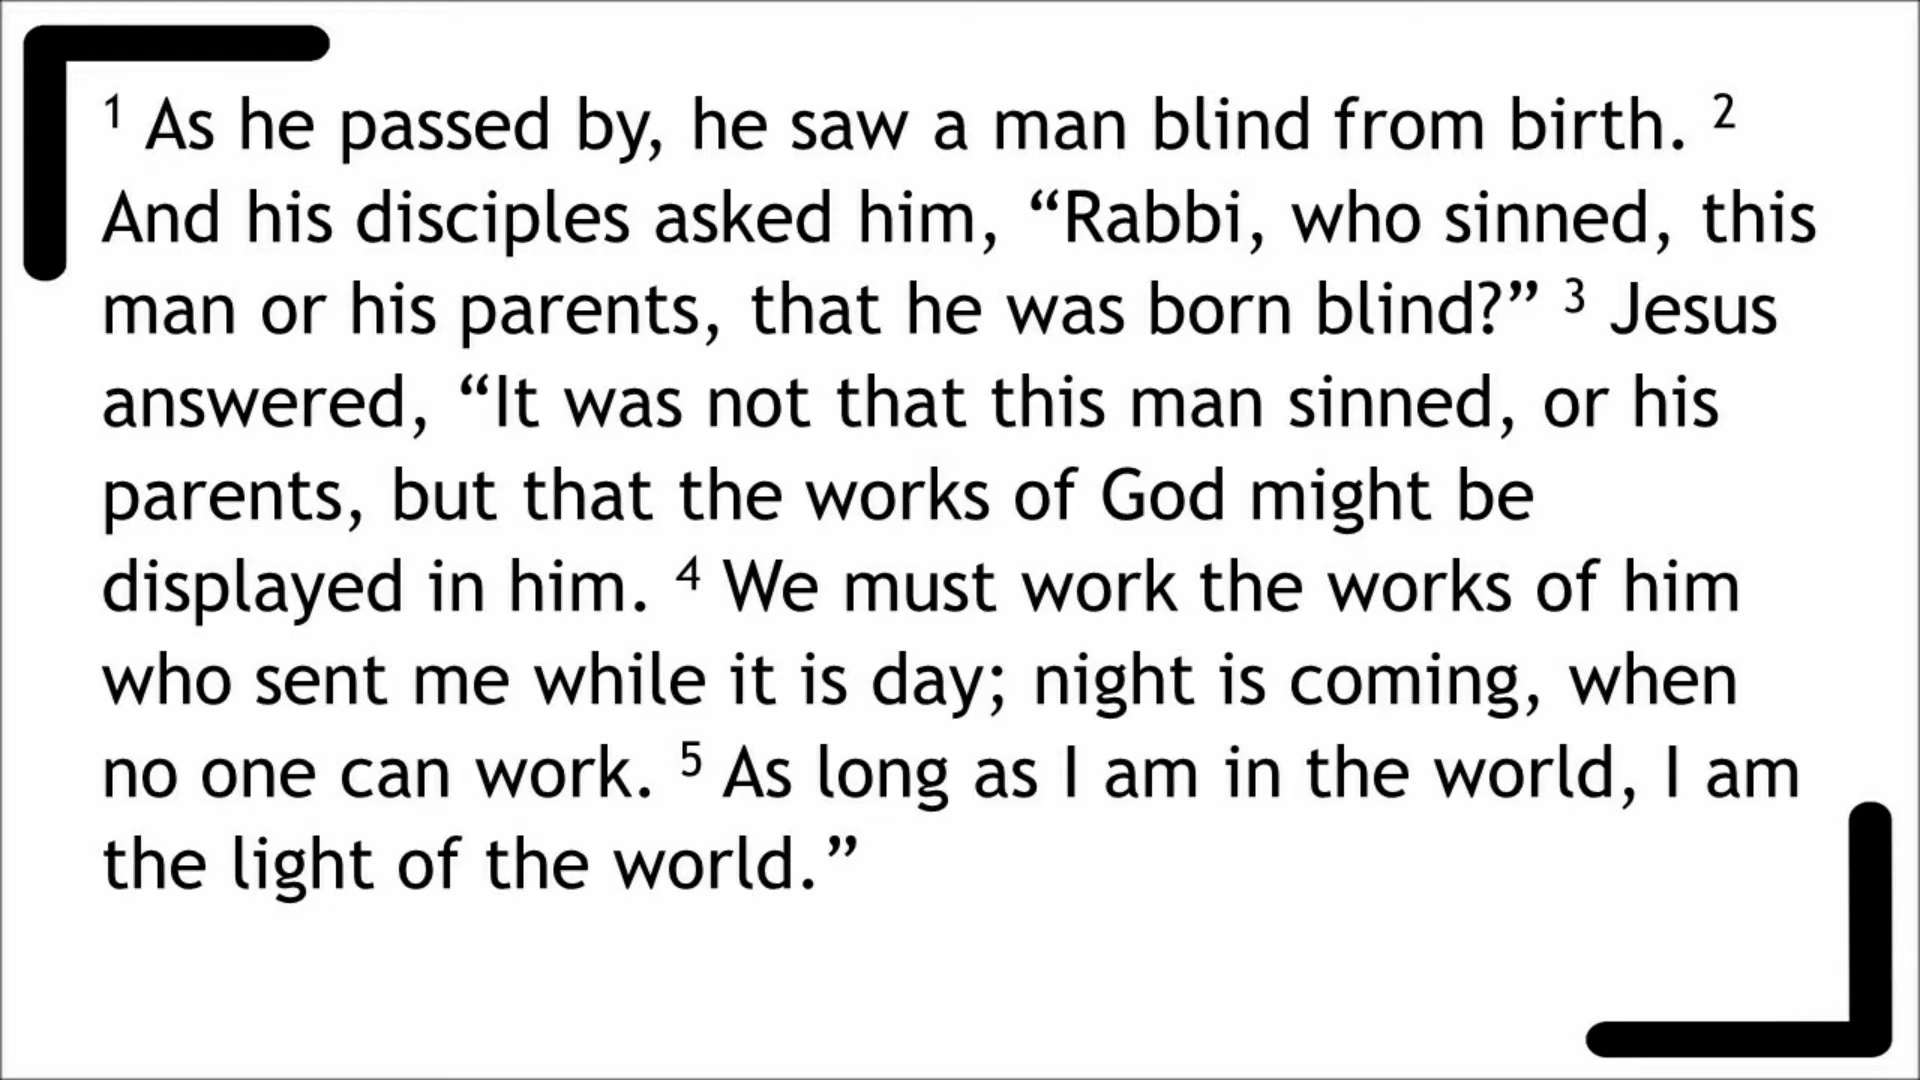 ¹ As he passed by, he saw a man blind from birth. ²
And his disciples asked him, “Rabbi, who sinned, this
man or his parents, that he was born blind?” ³ Jesus
answered, “It was not that this man sinned, or his
parents, but that the works of God might be
displayed in him. ⁴ We must work the works of him
who sent me while it is day; night is coming, when
no one can work. ⁵ As long as I am in the world, I am
the light of the world.”